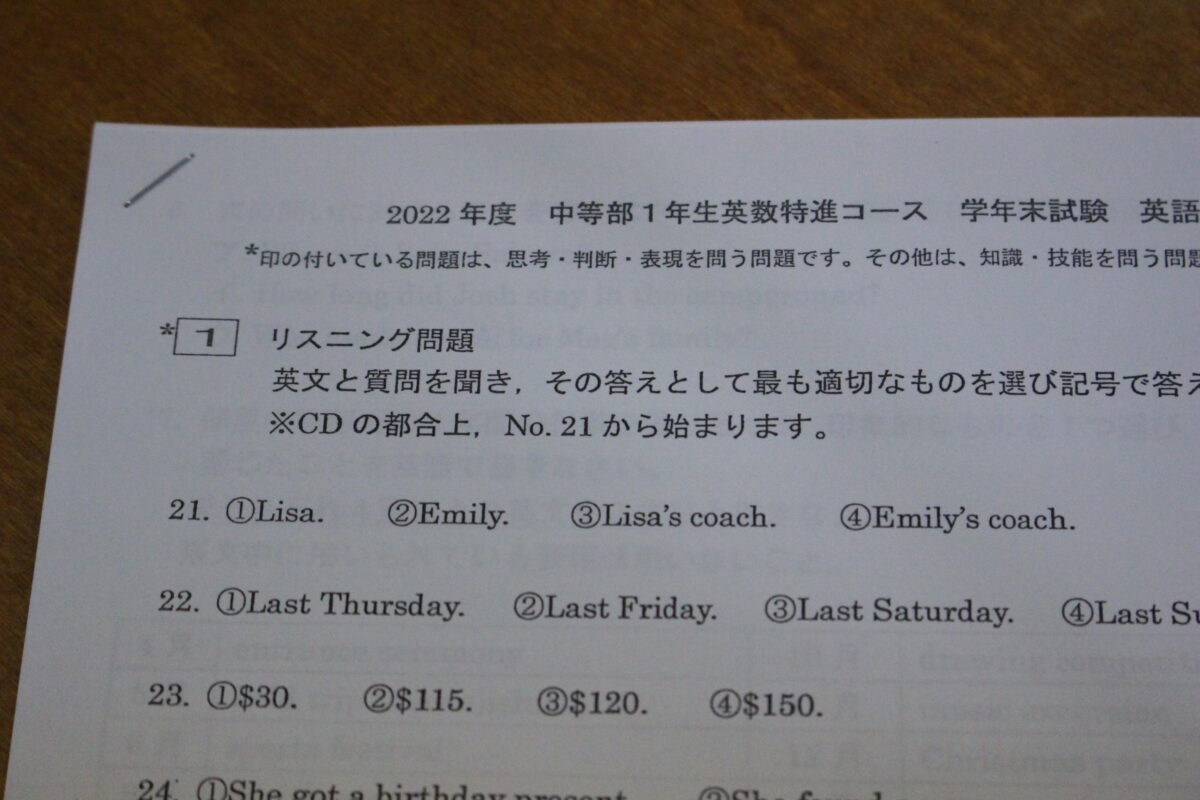 2022 年度 中等部1年生英数特進コース 学年末試験 英語
*印の付いている問題は、思考・判断・表現を問う問題です。その他は、知識・技能を問う問題
*1 リスニング問題
英文と質問を聞き，その答えとして最も適切なものを選び記号で答え
※CD の都合上，No. 21 から始まります。
21. ①Lisa. ②Emily. ③Lisa's coach. ④Emily's coach.
22. ①Last Thursday. ②Last Friday. ③Last Saturday. ④Last Su
23. ①$30. ②$115. ③$120. ④$150.
24. ①She got a birthday present. ②She